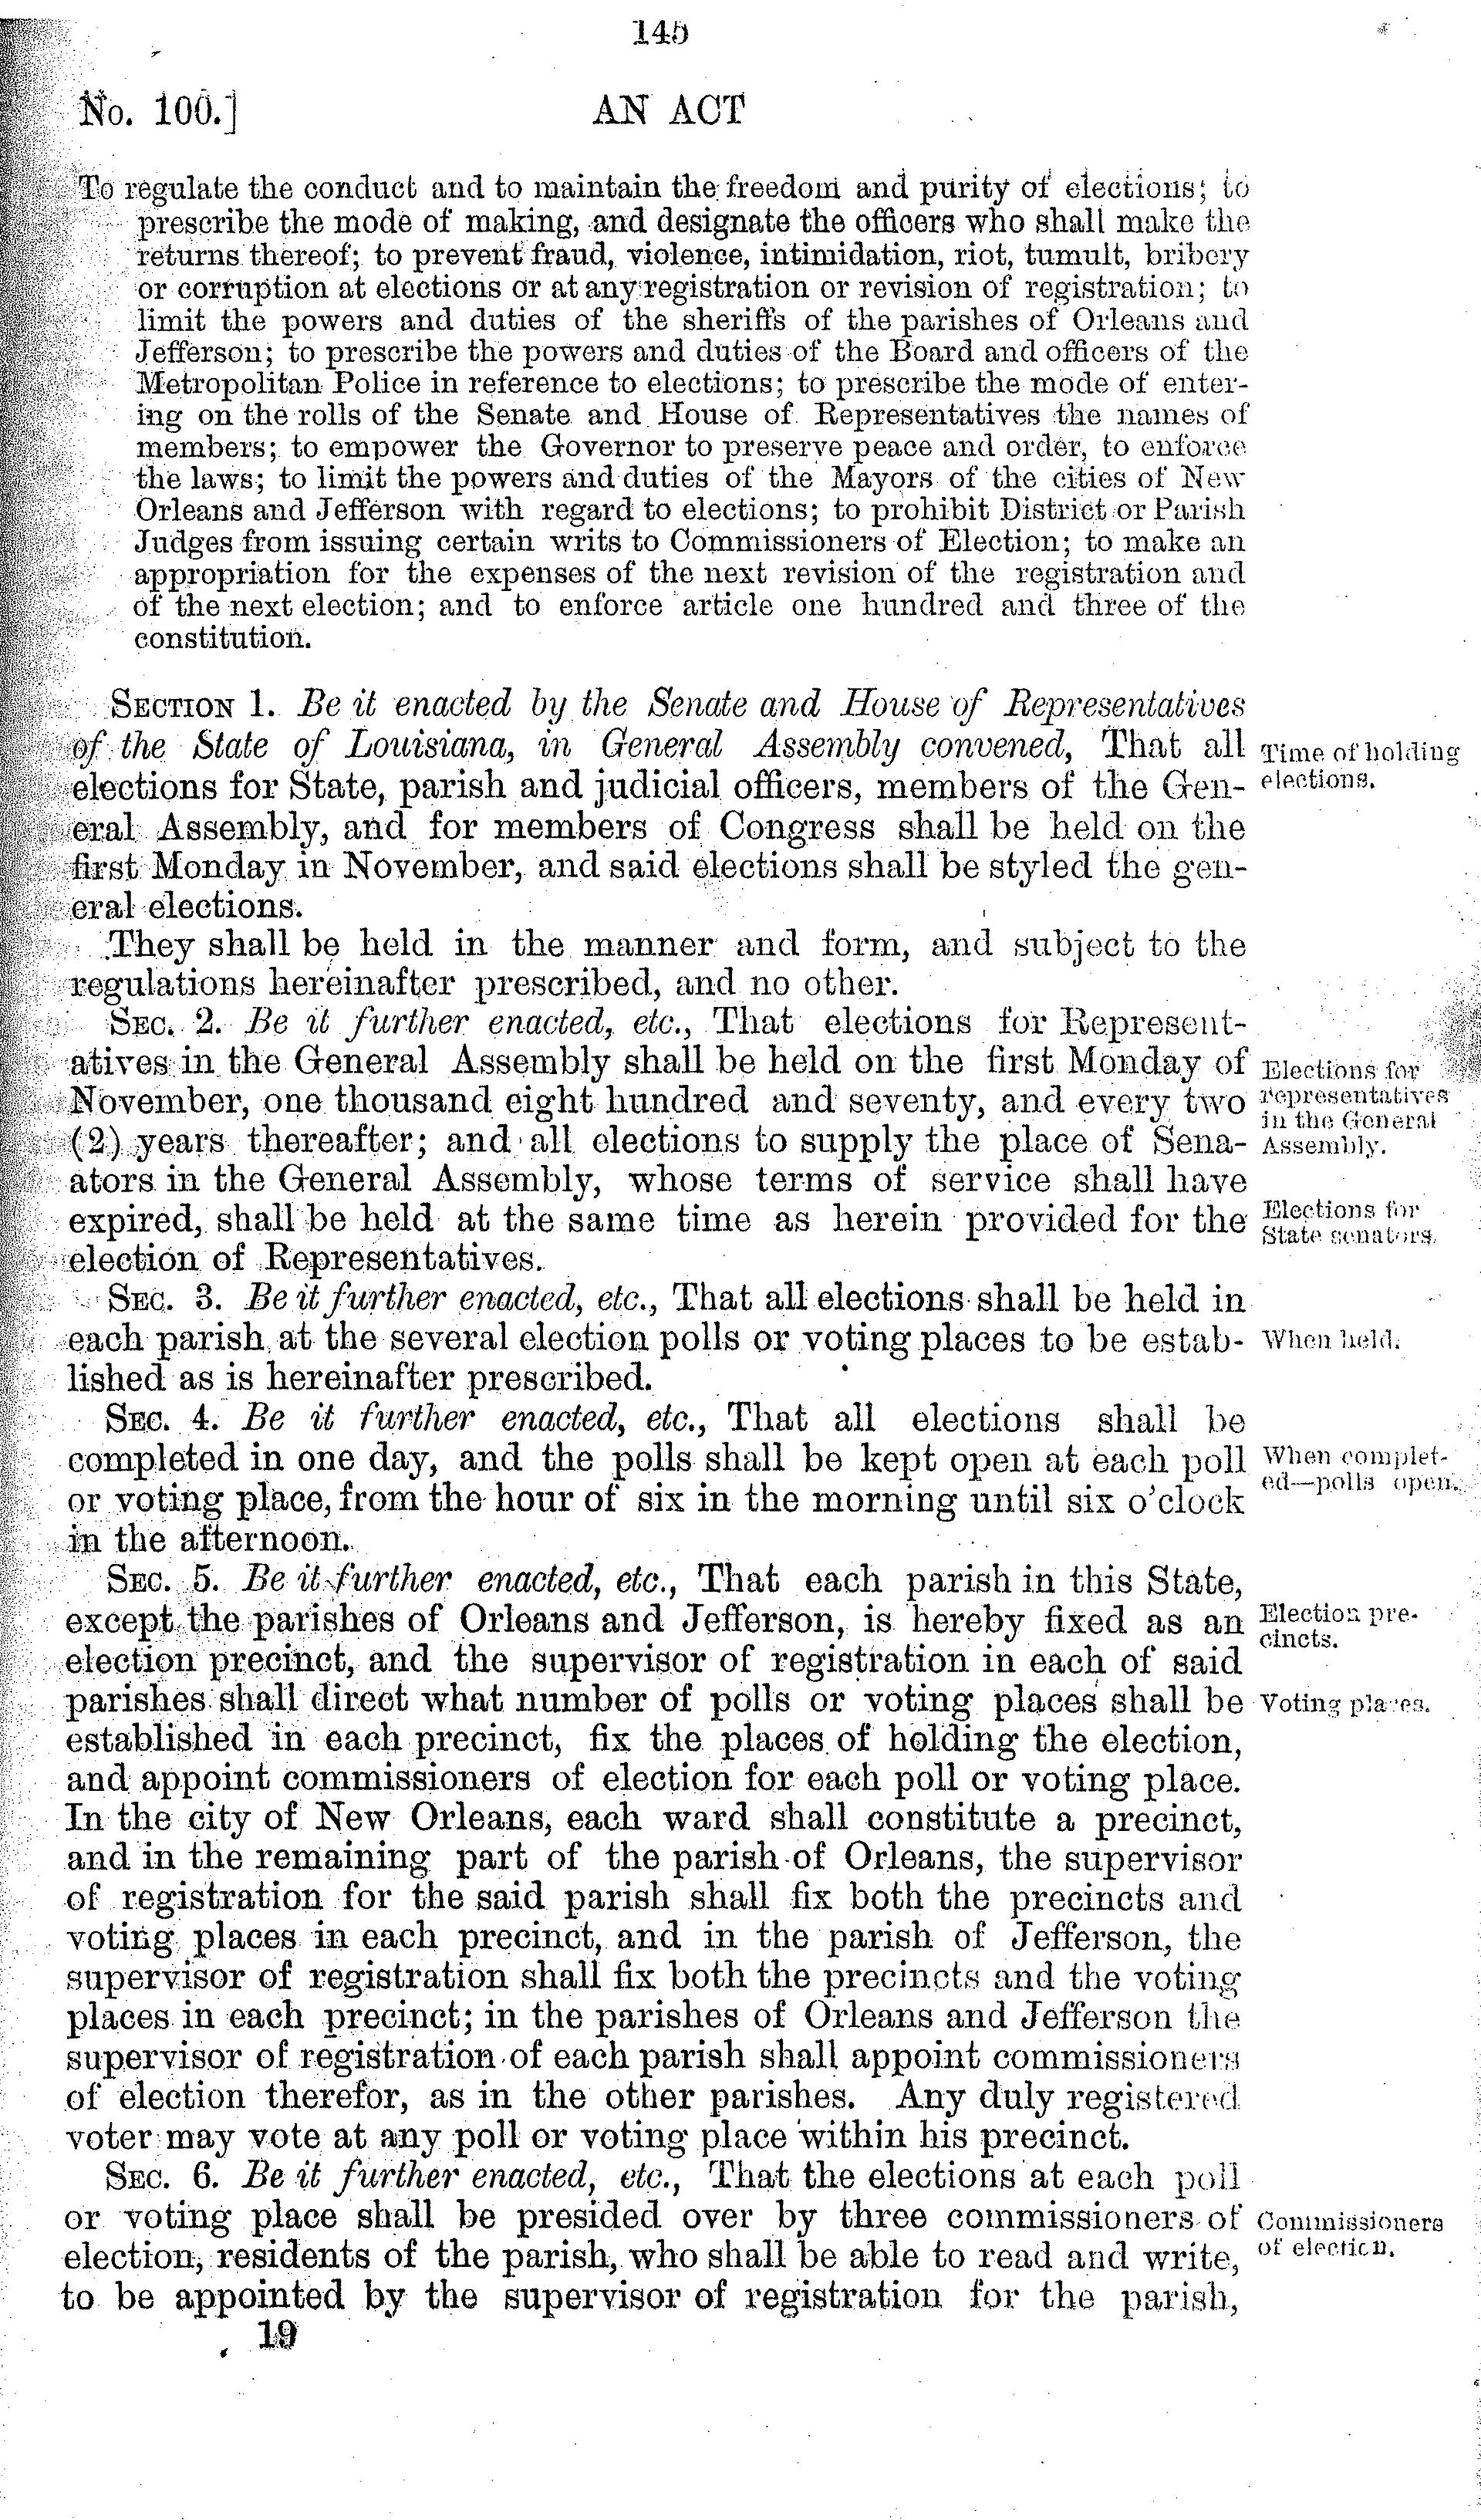 145
No. 100.] AN ACT
To regulate the conduct and to maintain the freedom and purity of elections; to
prescribe the mode of making, and designate the officers who shall make the
returns thereof; to prevent fraud, violence, intimidation, riot, tumult, bribery
or corruption at elections or at any registration or revision of registration; to
limit the powers and duties of the sheriffs of the parishes of Orleans and
Jefferson; to prescribe the powers and duties of the Board and officers of the
Metropolitan Police in reference to elections; to prescribe the mode of enter-
ing on the rolls of the Senate and House of Representatives the names of
members; to empower the Governor to preserve peace and order, to enforce
the laws; to limit the powers and duties of the Mayors of the cities of New
Orleans and Jefferson with regard to elections; to prohibit District or Parish
Judges from issuing certain writs to Commissioners of Election; to make an
appropriation for the expenses of the next revision of the registration and
of the next election; and to enforce article one hundred and three of the
constitution.
SECTION 1. Be it enacted by the Senate and House of Representatives
of the State of Louisiana, in General Assembly convened, That all
elections for State, parish and judicial officers, members of the Gen-
eral Assembly, and for members of Congress shall be held on the
first Monday in November, and said elections shall be styled the gen-
eral elections.
Time of holding
elections.
They shall be held in the manner and form, and subject to the
regulations hereinafter prescribed, and no other.
SEC. 2. Be it further enacted, etc., That elections for Represent-
atives in the General Assembly shall be held on the first Monday of
November, one thousand eight hundred and seventy, and every two
(2) years thereafter; and all elections to supply the place of Sena-
ators in the General Assembly, whose terms of service shall have
expired, shall be held at the same time as herein provided for the
election of Representatives.
Elections for
representatives
in the General
Assembly.
Elections for
State senators.
SEC. 3. Be it further enacted, etc., That all elections shall be held in
each parish at the several election polls or voting places to be estab-
lished as is hereinafter prescribed.
When held.
SEC. 4. Be it further enacted, etc., That all elections shall be
completed in one day, and the polls shall be kept open at each poll
or voting place, from the hour of six in the morning until six o'clock
in the afternoon.
When complet-
ed—polls open.
SEC. 5. Be it further enacted, etc., That each parish in this State,
except the parishes of Orleans and Jefferson, is hereby fixed as an
election precinct, and the supervisor of registration in each of said
parishes shall direct what number of polls or voting places shall be
established in each precinct, fix the places of holding the election,
and appoint commissioners of election for each poll or voting place.
In the city of New Orleans, each ward shall constitute a precinct,
and in the remaining part of the parish of Orleans, the supervisor
of registration for the said parish shall fix both the precincts and
voting places in each precinct, and in the parish of Jefferson, the
supervisor of registration shall fix both the precincts and the voting
places in each precinct; in the parishes of Orleans and Jefferson the
supervisor of registration of each parish shall appoint commissioners
of election therefor, as in the other parishes. Any duly registered
voter may vote at any poll or voting place within his precinct.
Election pre-
cincts.
Voting places.
SEC. 6. Be it further enacted, etc., That the elections at each poll
or voting place shall be presided over by three commissioners of
election, residents of the parish, who shall be able to read and write,
to be appointed by the supervisor of registration for the parish,
Commissioners
of election.
19